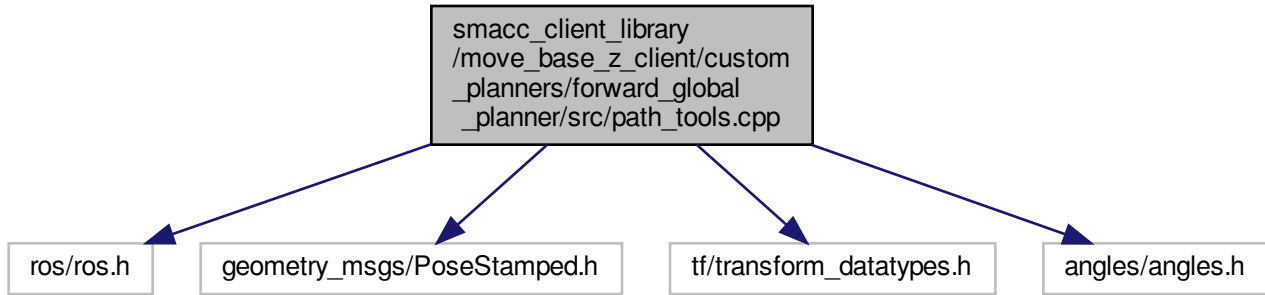 smacc_client_library
/move_base_z_client/custom
_planners/forward_global
_planner/src/path_tools.cpp
ros/ros.h
geometry_msgs/PoseStamped.h
tf/transform_datatypes.h
angles/angles.h